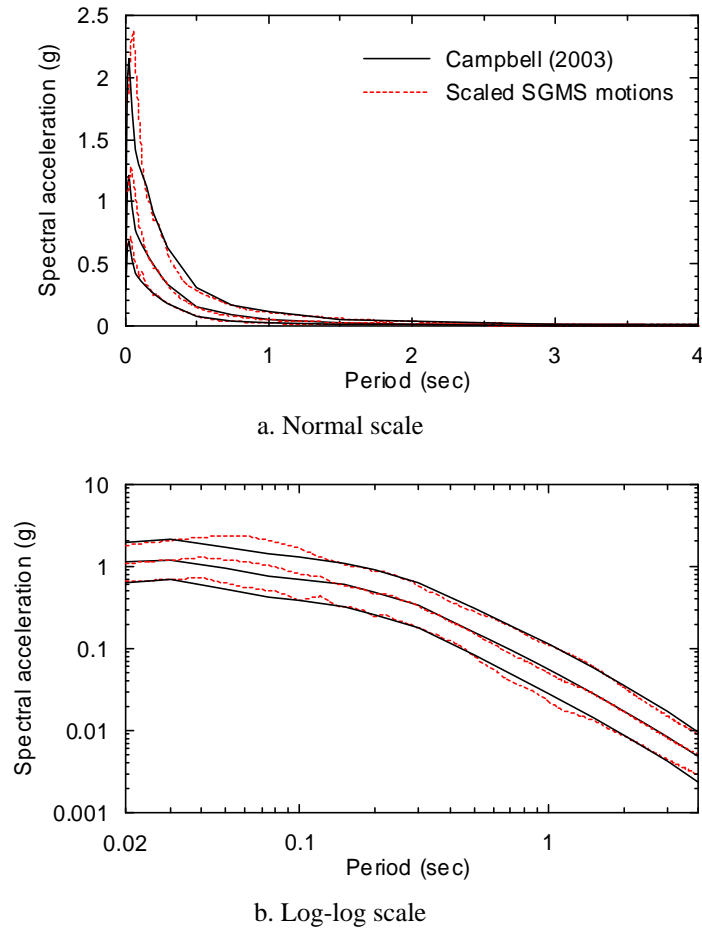 2.5
2
1.5
1
0.5
0
Spectral acceleration (g)
Campbell (2003)
Scaled SGMS motions
0 1 2 3 4
Period (sec)
a. Normal scale
10
1
0.1
0.01
0.001
Spectral acceleration (g)
0.02 0.1 1
Period (sec)
b. Log-log scale